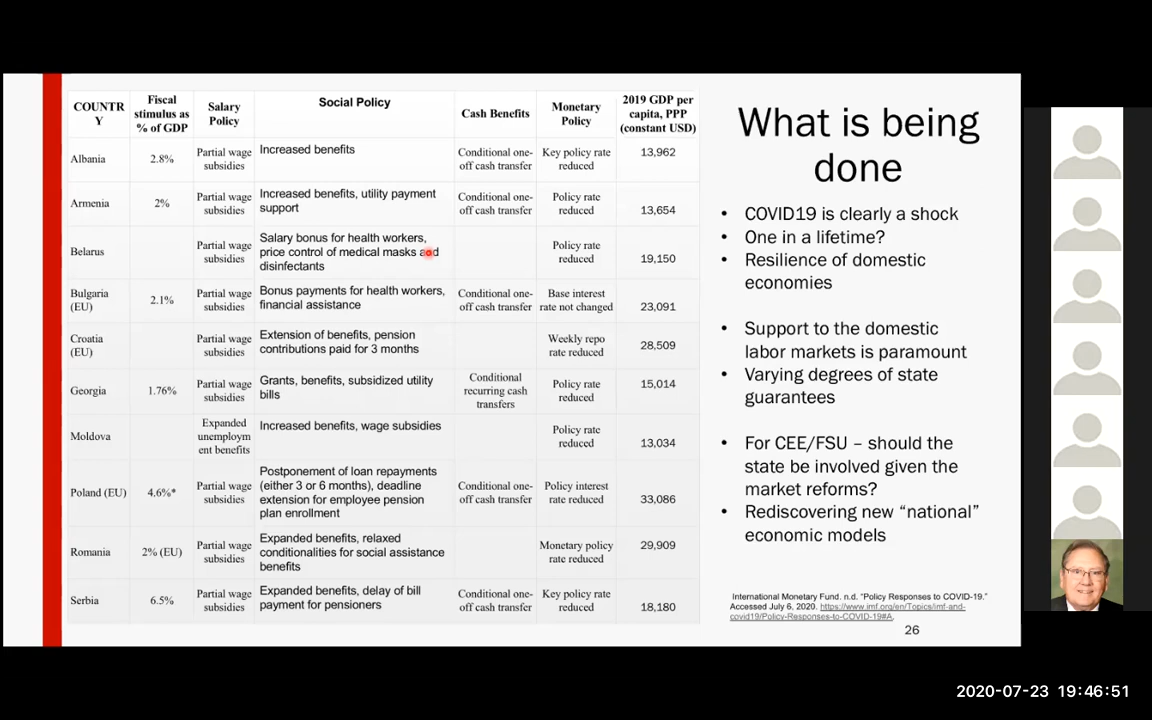 COUNTR
Y
Fiscal
stimulus as
% of GDP
Salary
Policy
Social Policy
Cash Benefits
Monetary
Policy
2019 GDP per
capita, PPP
(constant USD)
Albania
2.8%
Partial wage
subsidies
Increased benefits
Conditional one-
off cash transfer
Key policy rate
reduced
13,962
Armenia
2%
Partial wage
subsidies
Increased benefits, utility payment
support
Conditional one-
off cash transfer
Policy rate
reduced
13,654
Belarus
Partial wage
subsidies
Salary bonus for health workers,
price control of medical masks and
disinfectants
Policy rate
reduced
19,150
Bulgaria
(EU)
2.1%
Partial wage
subsidies
Bonus payments for health workers,
financial assistance
Conditional one-
off cash transfer
Base interest
rate not changed
23,091
Croatia
(EU)
Partial wage
subsidies
Extension of benefits, pension
contributions paid for 3 months
Weekly repo
rate reduced
28,509
Georgia
1.76%
Partial wage
subsidies
Grants, benefits, subsidized utility
bills
Conditional
recurring cash
transfers
Policy rate
reduced
15,014
Moldova
Expanded
unemploym
ent benefits
Increased benefits, wage subsidies
Policy rate
reduced
13,034
Poland (EU)
4.6%*
Partial wage
subsidies
Postponement of loan repayments
(either 3 or 6 months), deadline
extension for employee pension
plan enrollment
Conditional one-
off cash transfer
Policy interest
rate reduced
33,086
Romania
2% (EU)
Partial wage
subsidies
Expanded benefits, relaxed
conditionalities for social assistance
benefits
Monetary policy
rate reduced
29,909
Serbia
6.5%
Partial wage
subsidies
Expanded benefits, delay of bill
payment for pensioners
Conditional one-
off cash transfer
Key policy rate
reduced
18,180
What is being
done
• COVID19 is clearly a shock
• One in a lifetime?
• Resilience of domestic
economies
• Support to the domestic
labor markets is paramount
• Varying degrees of state
guarantees
• For CEE/FSU – should the
state be involved given the
market reforms?
• Rediscovering new “national”
economic models
International Monetary Fund. n.d. “Policy Responses to COVID-19.”
Accessed July 6, 2020. https://www.imf.org/en/Topics/imf-and-
covid19/Policy-Responses-to-COVID-19#A.
26
2020-07-23 19:46:51